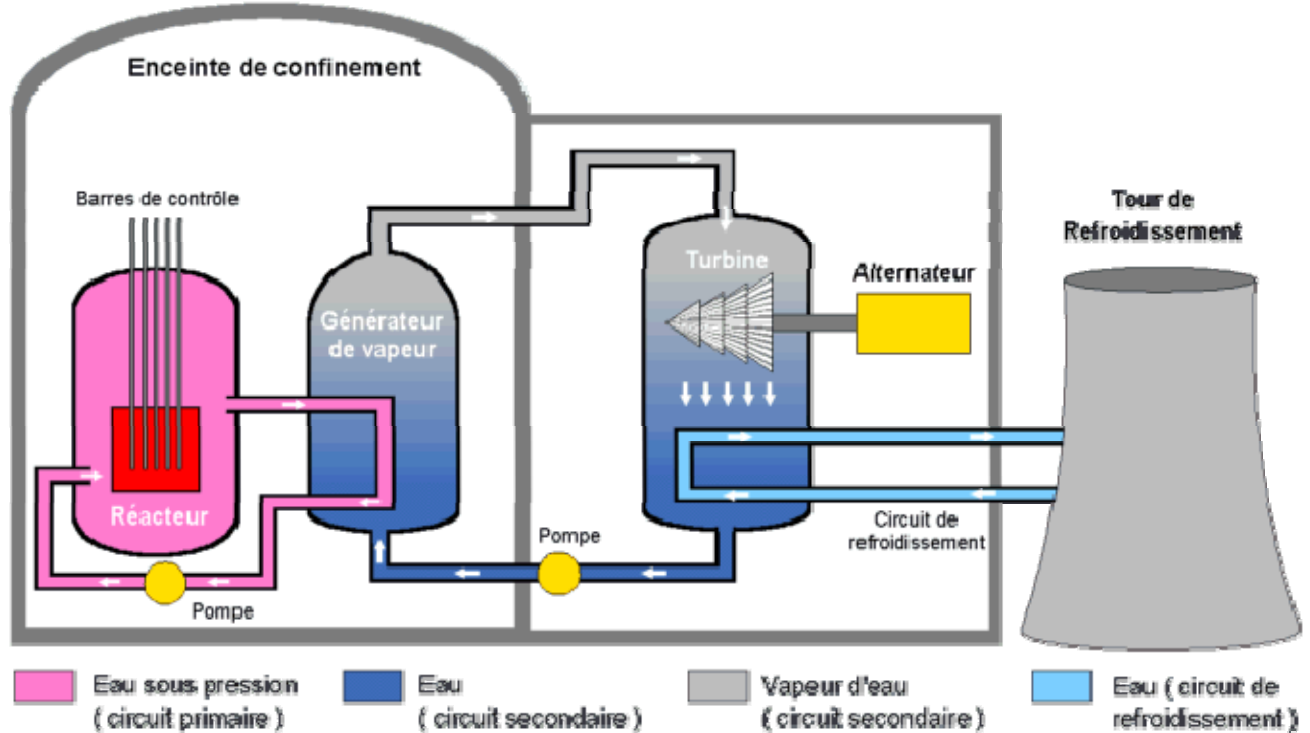 Enceinte de confinement
Barres de contrôle
Tour de
Refroidissement
Turbine
Alternateur
Générateur
de vapeur
Réacteur
Circuit de
refroidissement
Pompe
Pompe
Eau sous pression
( circuit primaire )
Eau
( circuit secondaire )
Vapeur d'eau
( circuit secondaire )
Eau ( circuit de
refroidissement )